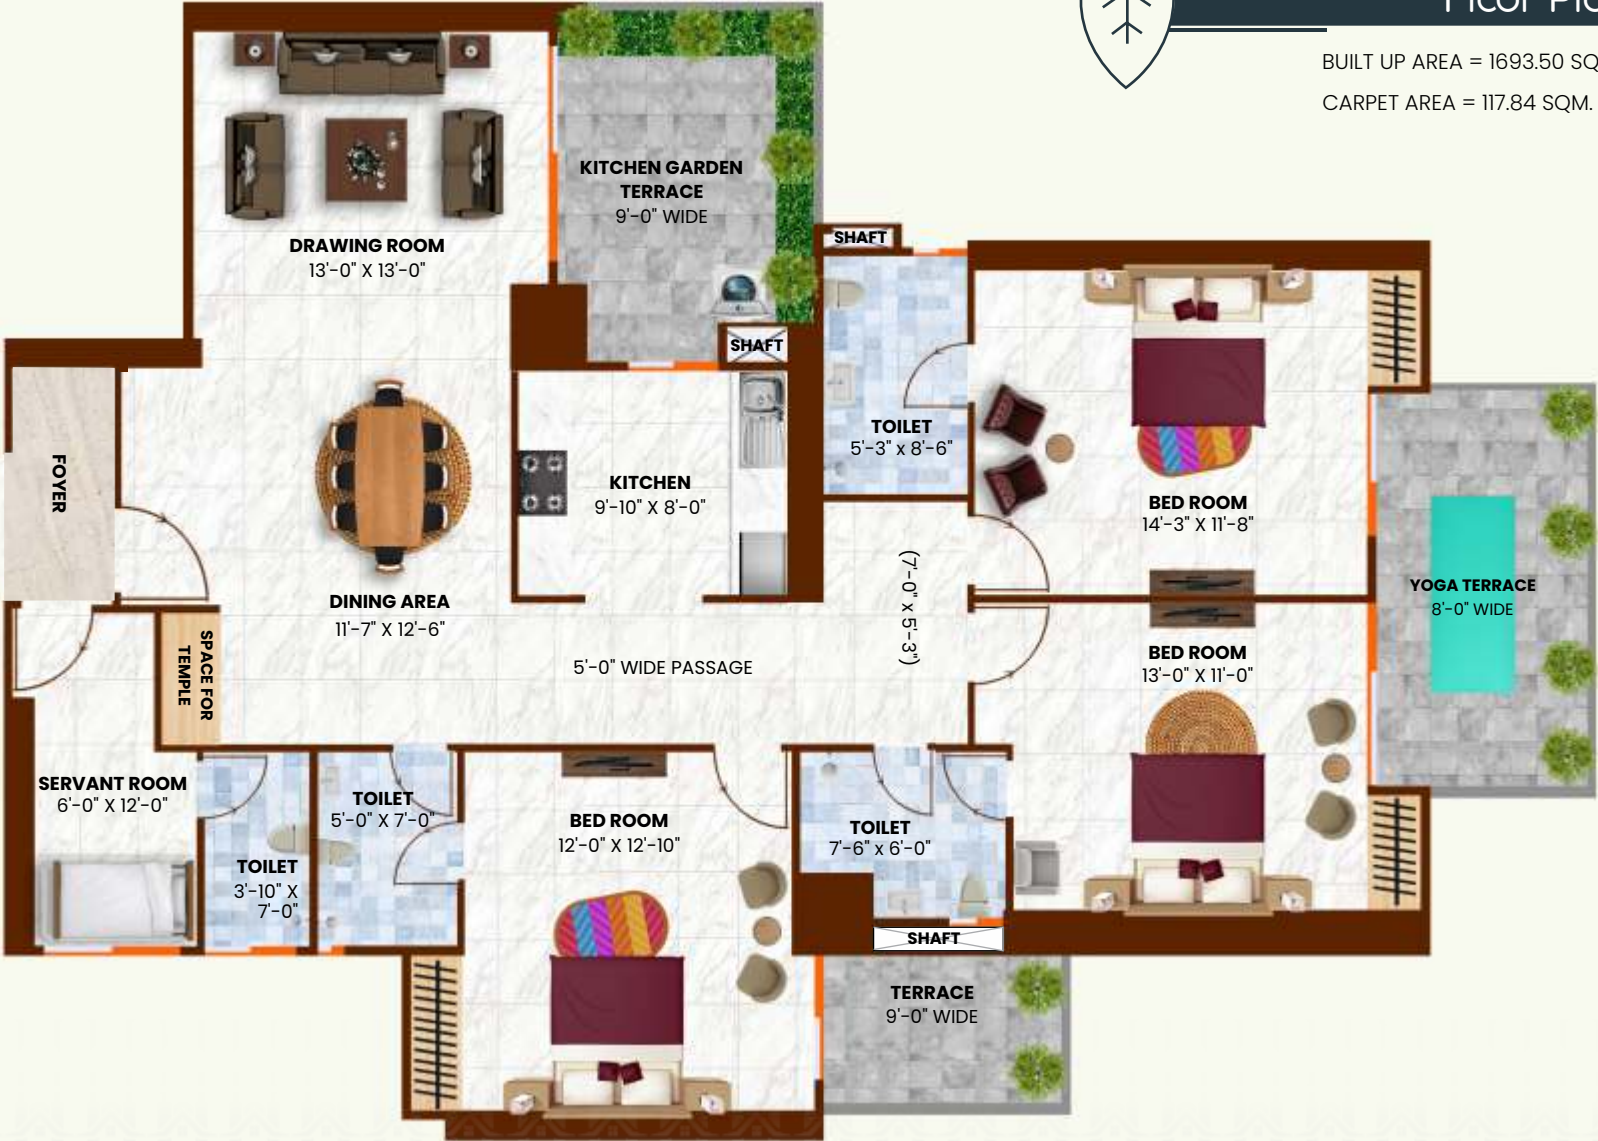 BUILT UP AREA = 1693.50 SQ
CARPET AREA = 117.84 SQM.
KITCHEN GARDEN
TERRACE
9'-0" WIDE
DRAWING ROOM
13'-0" X 13'-0"
SHAFT
SHAFT
TOILET
5'-3" x 8'-6"
FOYER
KITCHEN
9'-10" X 8'-0"
BED ROOM
14'-3" X 11'-8"
YOGA TERRACE
8'-0" WIDE
DINING AREA
11'-7" X 12'-6"
(7'-0" x 5'-3")
SPACE FOR
TEMPLE
5'-0" WIDE PASSAGE
BED ROOM
13'-0" X 11'-0"
SERVANT ROOM
6'-0" X 12'-0"
TOILET
5'-0" X 7'-0"
BED ROOM
12'-0" X 12'-10"
TOILET
7'-6" x 6'-0"
TOILET
3'-10" X
7'-0"
SHAFT
TERRACE
9'-0" WIDE